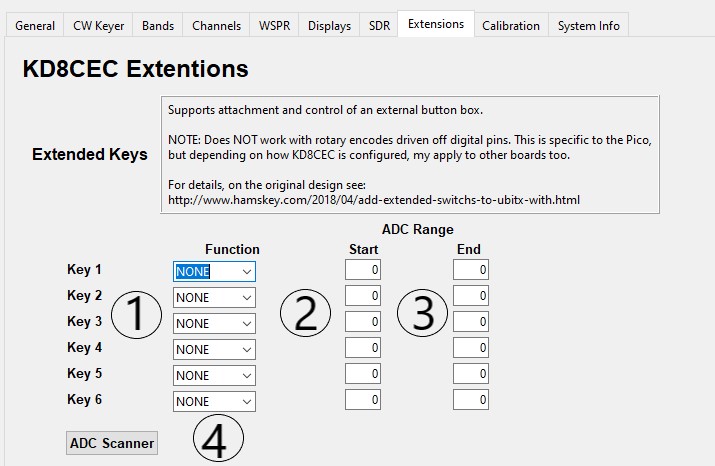 General CW Keyer Bands Channels WSPR Displays SDR Extensions Calibration System Info
KD8CEC Extentions
Extended Keys
Supports attachment and control of an external button box.
NOTE: Does NOT work with rotary encodes driven off digital pins. This is specific to the Pico,
but depending on how KD8CEC is configured, my apply to other boards too.
For details, on the original design see:
http://www.hamskey.com/2018/04/add-extended-switchs-to-ubitx-with.html
ADC Range
Function Start End
Key 1 NONE 0 0
Key 2 NONE 0 0
1 2 3
Key 3 NONE 0 0
Key 4 NONE 0 0
Key 5 NONE 0 0
Key 6 NONE 0 0
ADC Scanner 4